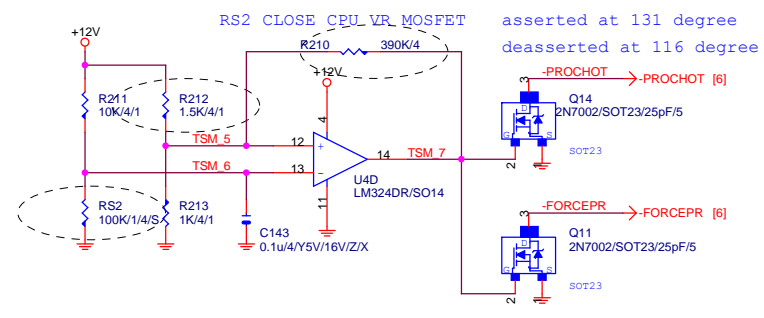 RS2 CLOSE CPU VR MOSFET
asserted at 131 degree
deasserted at 116 degree
+12V
R210
390K/4
+12V
R211
10K/4/1
R212
1.5K/4/1
TSM_5
TSM_6
12
13
+
-
4
11
14
TSM_7
U4D
LM324DR/SO14
RS2
100K/1/4/S
R213
1K/4/1
C143
0.1u/4/Y5V/16V/Z/X
3
-PROCHOT
-PROCHOT [6]
Q14
2N7002/SOT23/25pF/5
D
G
S
SOT23
2
1
3
-FORCEPR
-FORCEPR [6]
Q11
2N7002/SOT23/25pF/5
D
G
S
SOT23
2
1